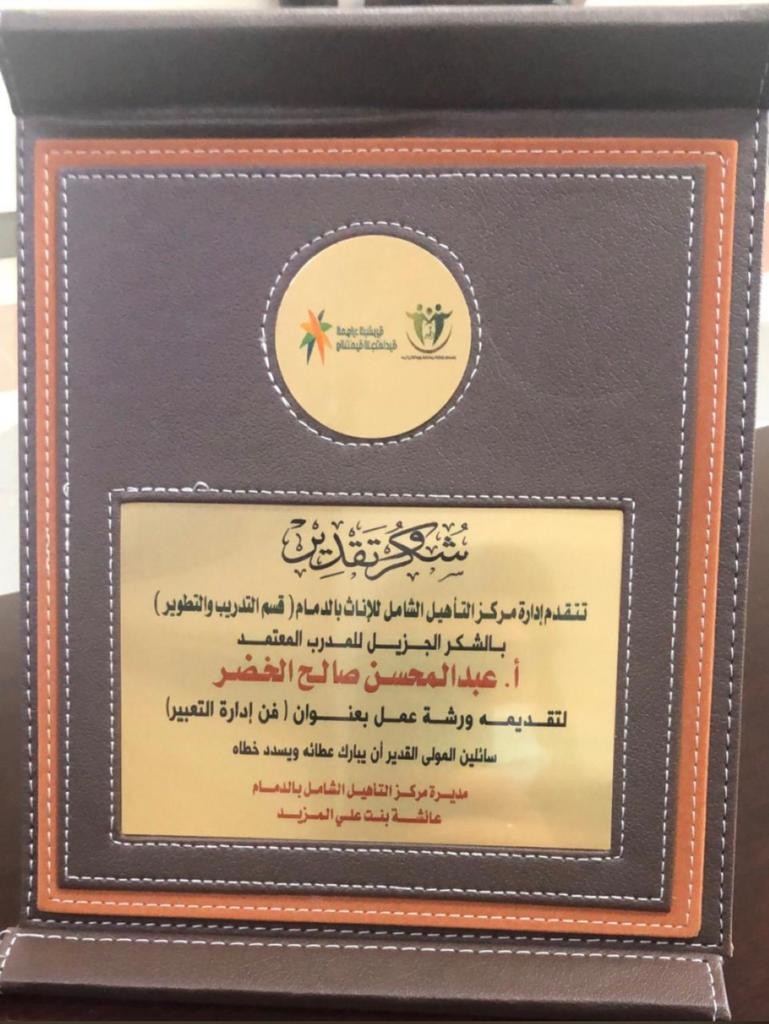 شكر وتقدير
تتقدم إدارة مركز التأهيل الشامل للإناث بالدمام ( قسم التدريب والتطوير )
بالشكر الجزيل للمدرب المعتمد
أ. عبدالمحسن صالح الخضر
لتقديمه ورشة عمل بعنوان ( فن إدارة التعبير)
سائلين المولى القدير أن يبارك عطائه ويسدد خطاه
مديرة مركز التأهيل الشامل بالدمام
عائشة بنت علي المزيد